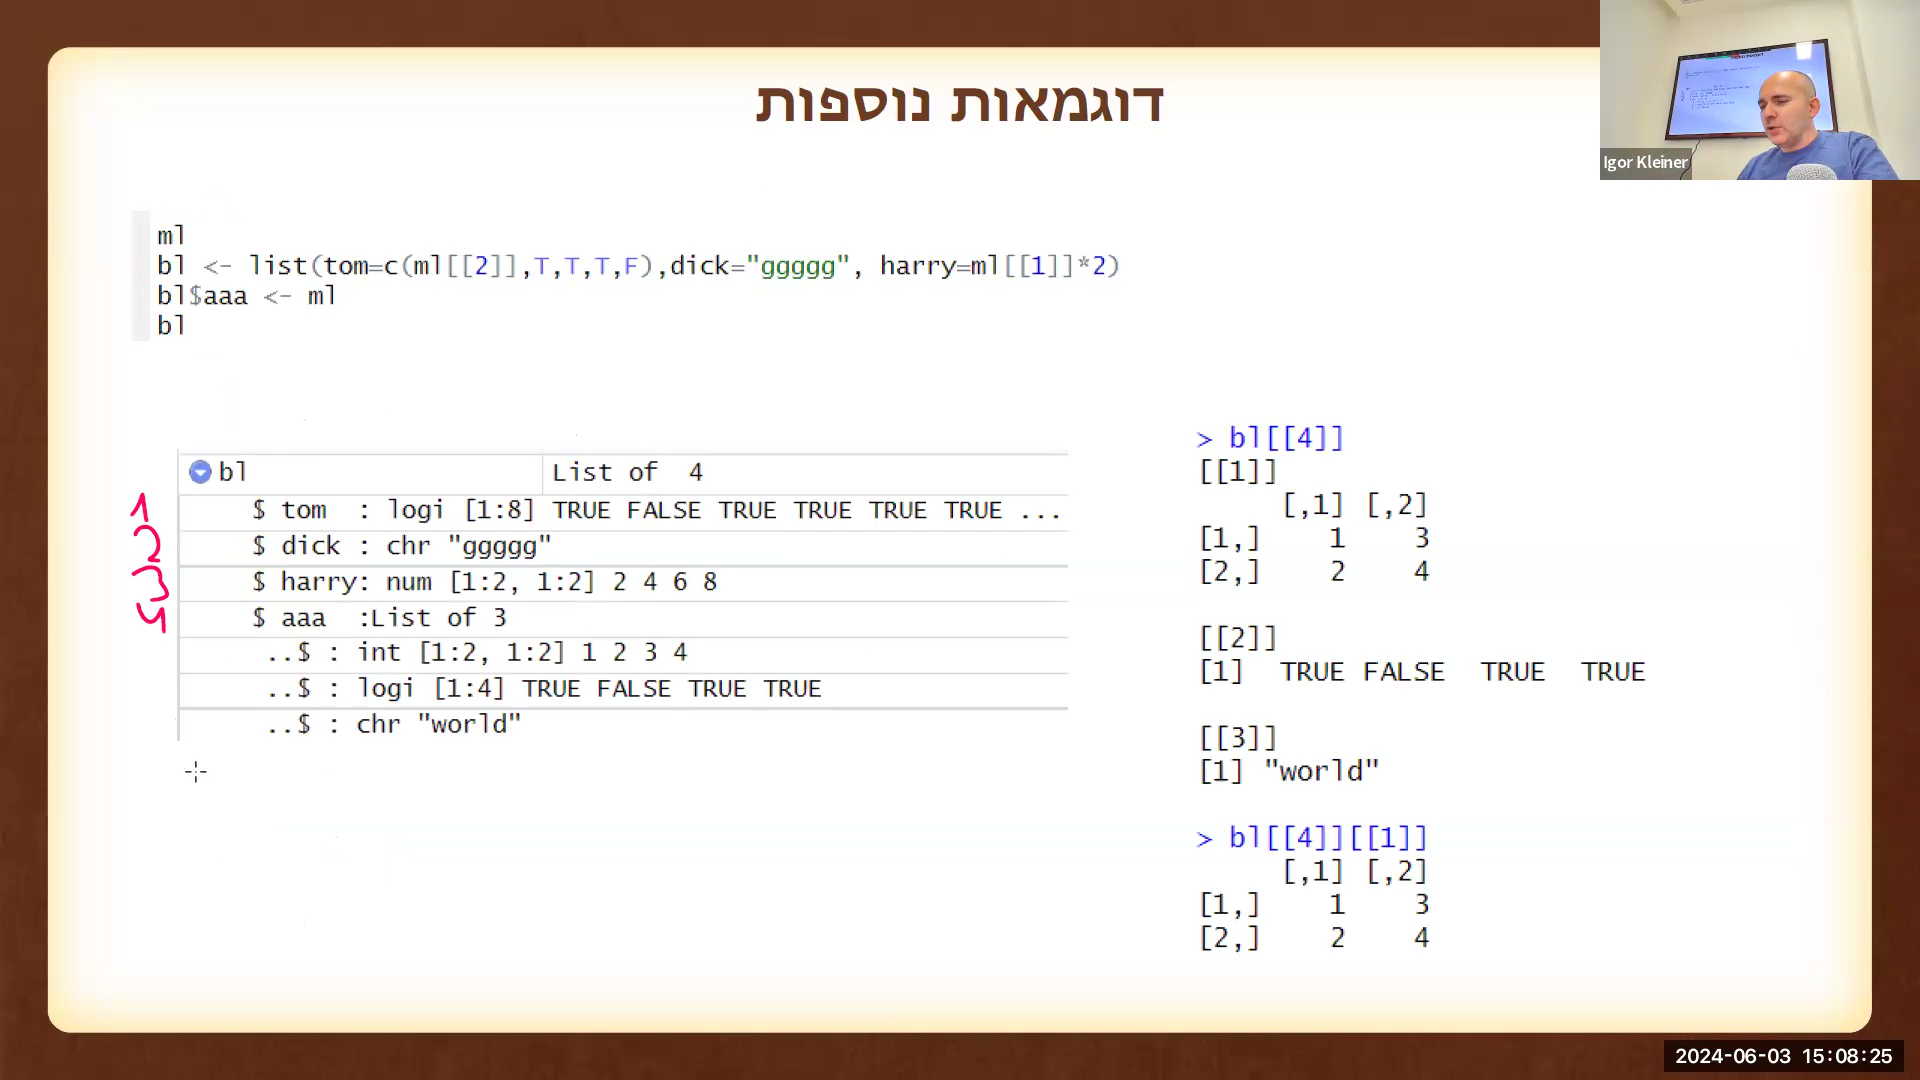 דוגמאות נוספות
Igor Kleiner
ml
bl <- list(tom=c(ml[[2]],T,T,T,F),dick="ggggg", harry=ml[[1]]*2)
bl$aaa <- ml
bl
bl List of 4
$ tom : logi [1:8] TRUE FALSE TRUE TRUE TRUE TRUE ...
$ dick : chr "ggggg"
$ harry: num [1:2, 1:2] 2 4 6 8
$ aaa :List of 3
..$ : int [1:2, 1:2] 1 2 3 4
..$ : logi [1:4] TRUE FALSE TRUE TRUE
..$ : chr "world"
1
2
3
4
> bl[[4]]
[[1]]
[,1] [,2]
[1,] 1 3
[2,] 2 4
[[2]]
[1] TRUE FALSE TRUE TRUE
[[3]]
[1] "world"
> bl[[4]][[1]]
[,1] [,2]
[1,] 1 3
[2,] 2 4
2024-06-03 15:08:25